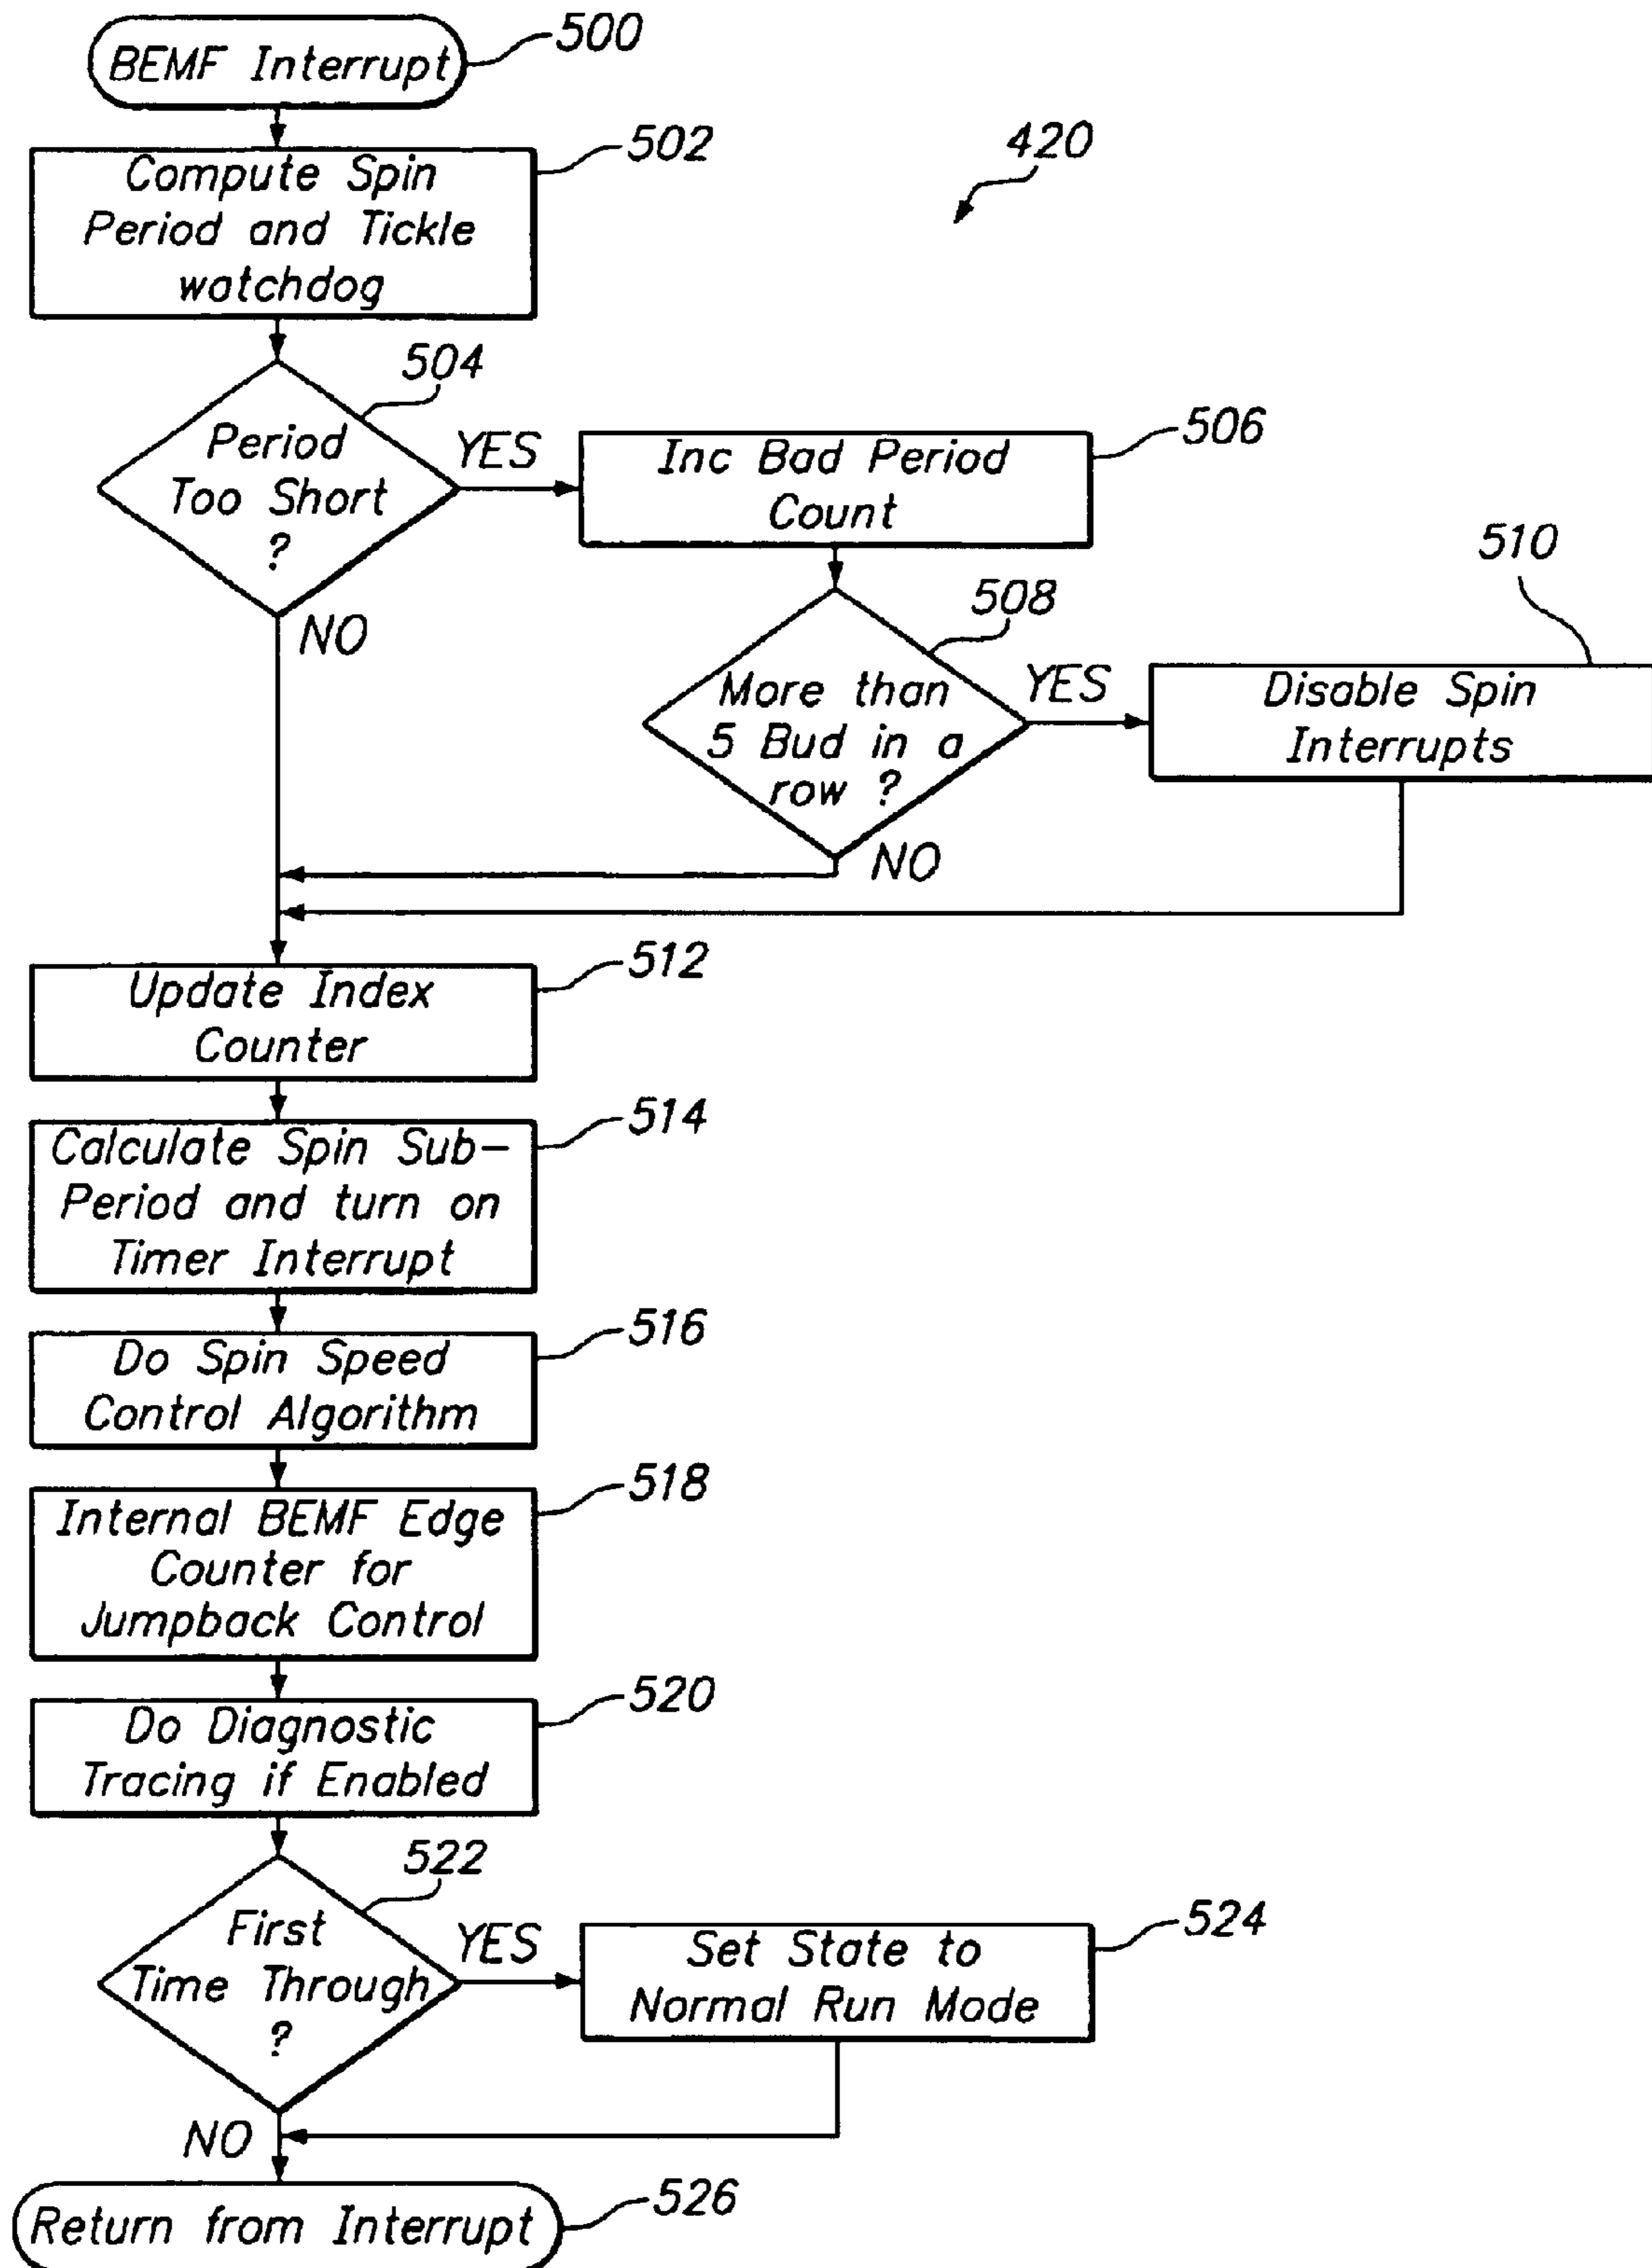 BEMF Interrupt
500
Compute Spin
Period and Tickle
watchdog
502
420
Period
Too Short
?
504
YES
NO
Inc Bad Period
Count
506
More than
5 Bud in a
row ?
508
YES
NO
Disable Spin
Interrupts
510
Update Index
Counter
512
Calculate Spin Sub-
Period and turn on
Timer Interrupt
514
Do Spin Speed
Control Algorithm
516
Internal BEMF Edge
Counter for
Jumpback Control
518
Do Diagnostic
Tracing if Enabled
520
First
Time Through
?
522
YES
NO
Set State to
Normal Run Mode
524
Return from Interrupt
526